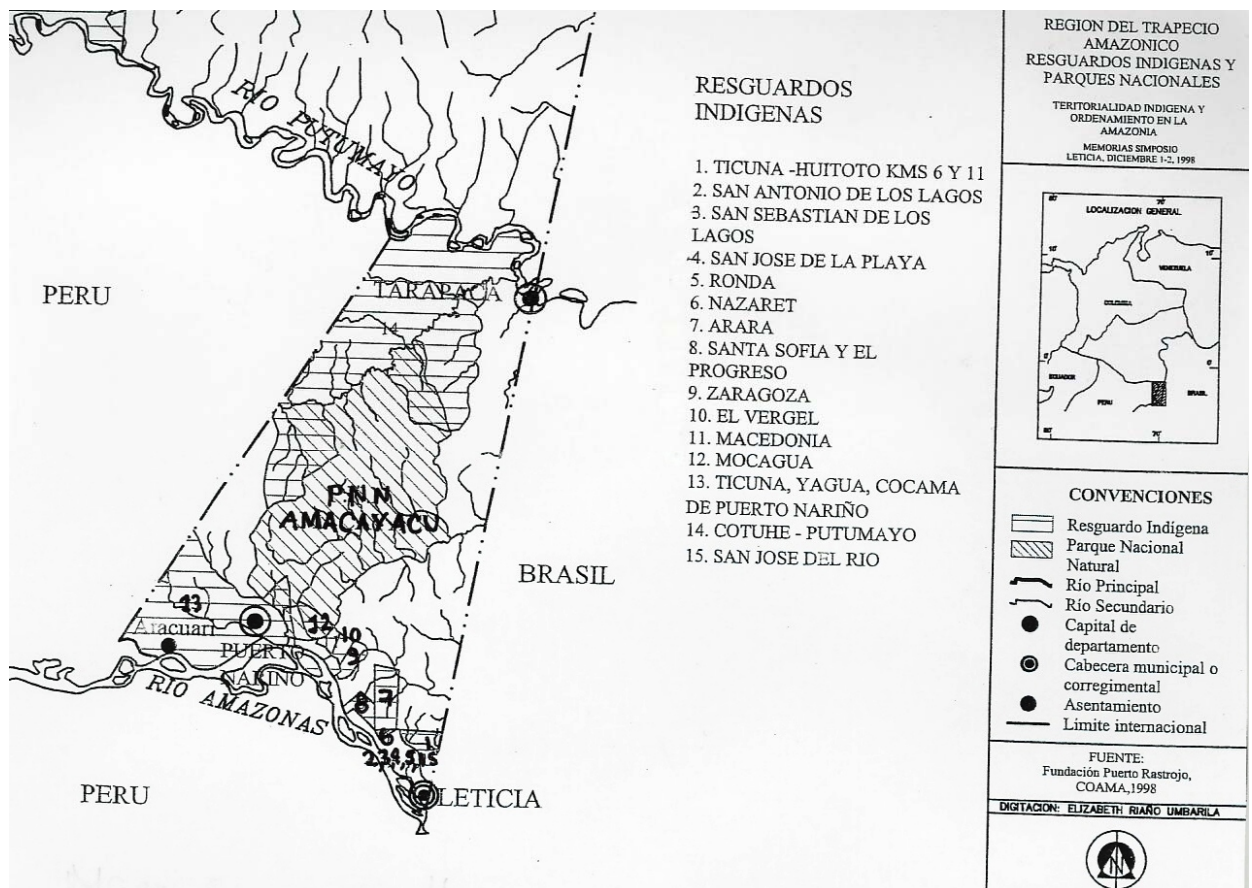 RIO PUTUMAYO
PERU
TARAPACA
14
P.N.N
AMACAYACU
BRASIL
13
Aracuari
12
PUERTO
NARIÑO
10
9
RIO AMAZONAS
8
7
6
1
2,3,4,5,15
PERU
LETICIA
RESGUARDOS
INDIGENAS
1. TICUNA -HUITOTO KMS 6 Y 11
2. SAN ANTONIO DE LOS LAGOS
3. SAN SEBASTIAN DE LOS
LAGOS
4. SAN JOSE DE LA PLAYA
5. RONDA
6. NAZARET
7. ARARA
8. SANTA SOFIA Y EL
PROGRESO
9. ZARAGOZA
10. EL VERGEL
11. MACEDONIA
12. MOCAGUA
13. TICUNA, YAGUA, COCAMA
DE PUERTO NARIÑO
14. COTUHE - PUTUMAYO
15. SAN JOSE DEL RIO
REGION DEL TRAPECIO
AMAZONICO
RESGUARDOS INDIGENAS Y
PARQUES NACIONALES
TERITORIALIDAD INDIGENA Y
ORDENAMIENTO EN LA
AMAZONIA
MEMORIAS SIMPOSIO
LETICIA, DICIEMBRE 1-2, 1998
LOCALIZACION GENERAL
VENEZUELA
COLOMBIA
ECUADOR
PERU
BRASIL
CONVENCIONES
Resguardo Indígena
Parque Nacional
Natural
Río Principal
Río Secundario
Capital de
departamento
Cabecera municipal o
corregimental
Asentamiento
Limite internacional
FUENTE:
Fundación Puerto Rastrojo,
COAMA,1998
DIGITACION: ELIZABETH RIAÑO UMBARILA
N